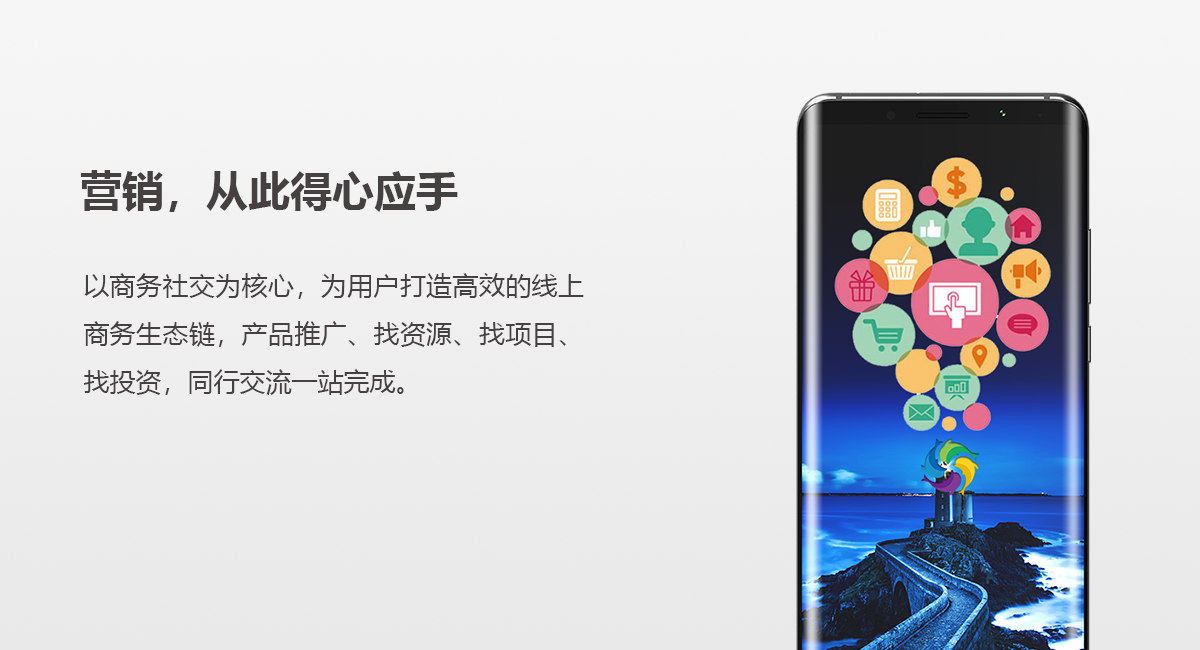 营销，从此得心应手
以商务社交为核心，为用户打造高效的线上
商务生态链，产品推广、找资源、找项目、
找投资，同行交流一站完成。